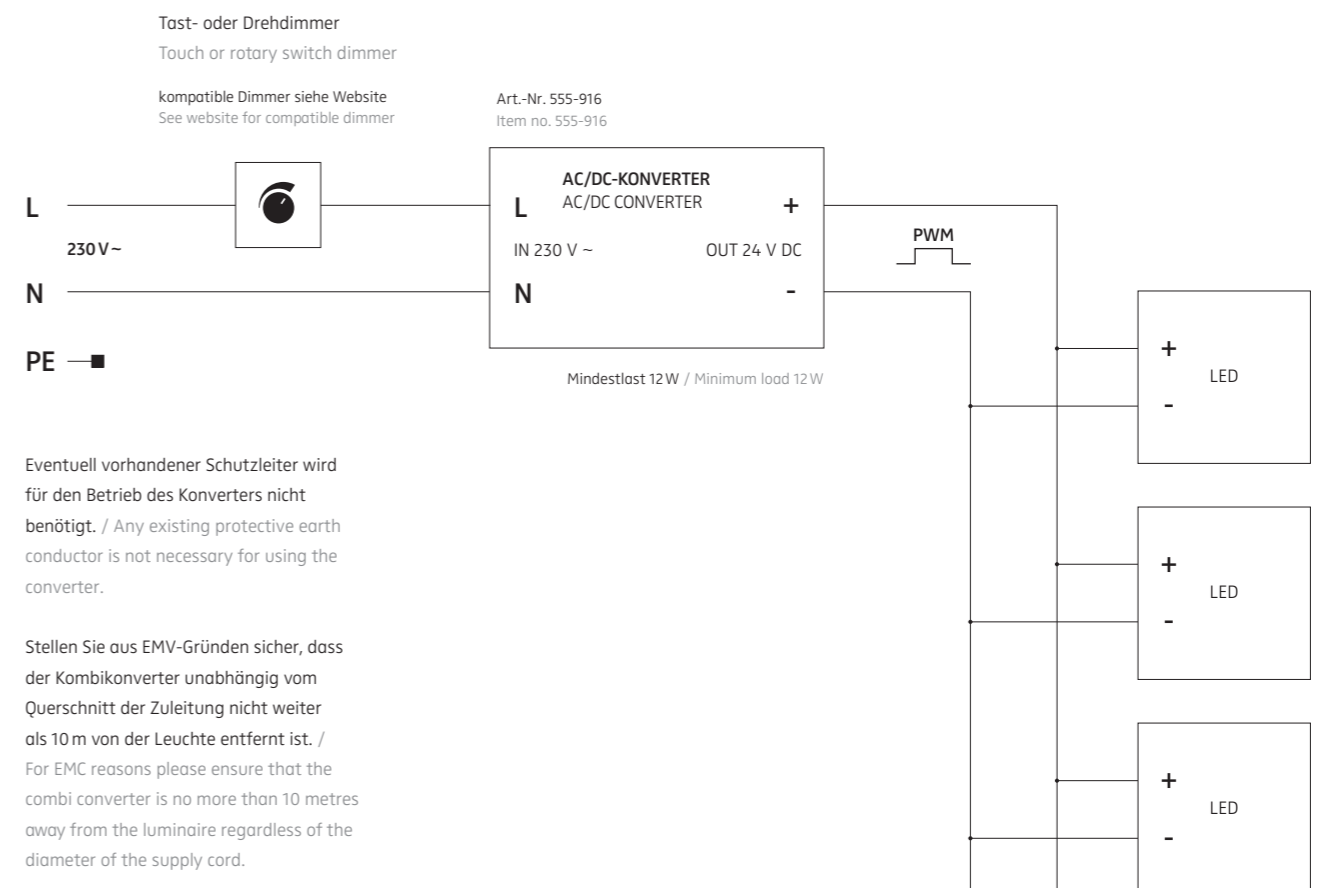 Tast- oder Drehdimmer
Touch or rotary switch dimmer
kompatible Dimmer siehe Website
See website for compatible dimmer
Art.-Nr. 555-916
Item no. 555-916
AC/DC-KONVERTER
AC/DC CONVERTER
L
L
+
230 V ~
IN 230 V ~
OUT 24 V DC
PWM
N
N
-
PE
Mindestlast 12 W / Minimum load 12 W
+
LED
-
Eventuell vorhandener Schutzleiter wird
für den Betrieb des Konverters nicht
benötigt. / Any existing protective earth
conductor is not necessary for using the
converter.
+
LED
-
Stellen Sie aus EMV-Gründen sicher, dass
der Kombikonverter unabhängig vom
Querschnitt der Zuleitung nicht weiter
als 10 m von der Leuchte entfernt ist. /
For EMC reasons please ensure that the
combi converter is no more than 10 metres
away from the luminaire regardless of the
diameter of the supply cord.
+
LED
-